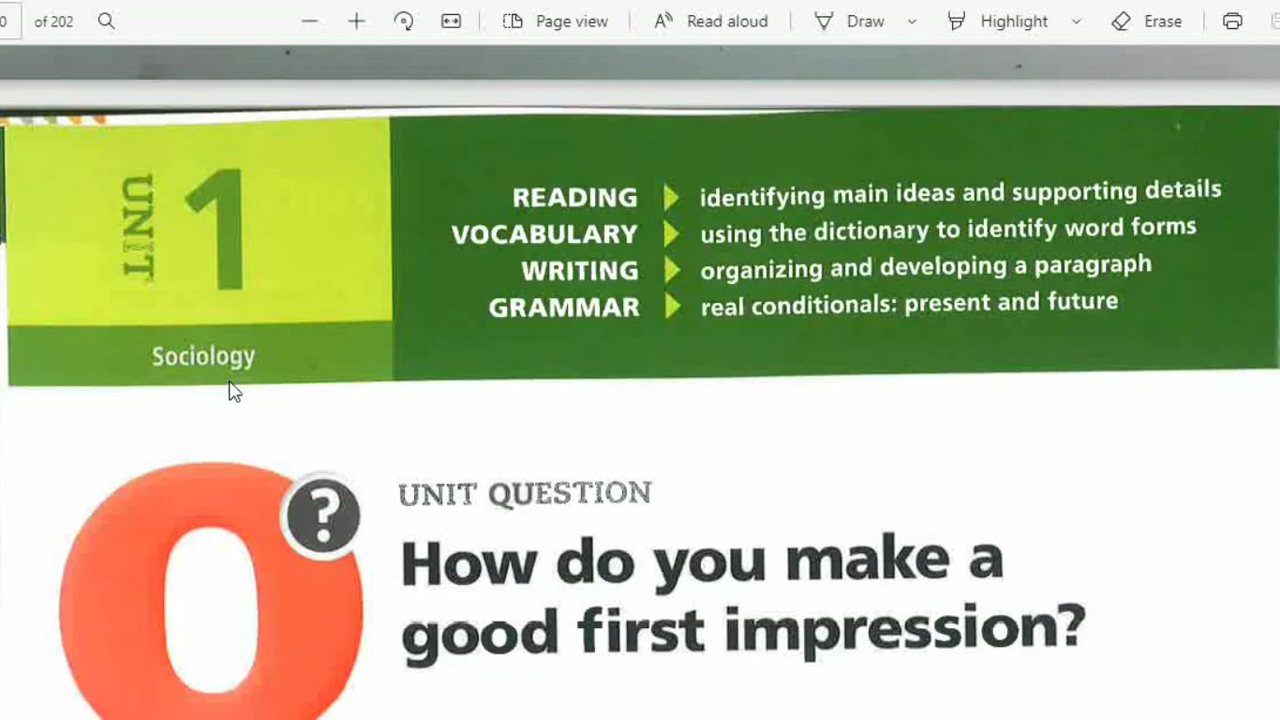 0 of 202 Page view Read aloud Draw Highlight Erase
UNIT 1
READING identifying main ideas and supporting details
VOCABULARY using the dictionary to identify word forms
WRITING organizing and developing a paragraph
GRAMMAR real conditionals: present and future
Sociology
?
UNIT QUESTION
How do you make a
good first impression?